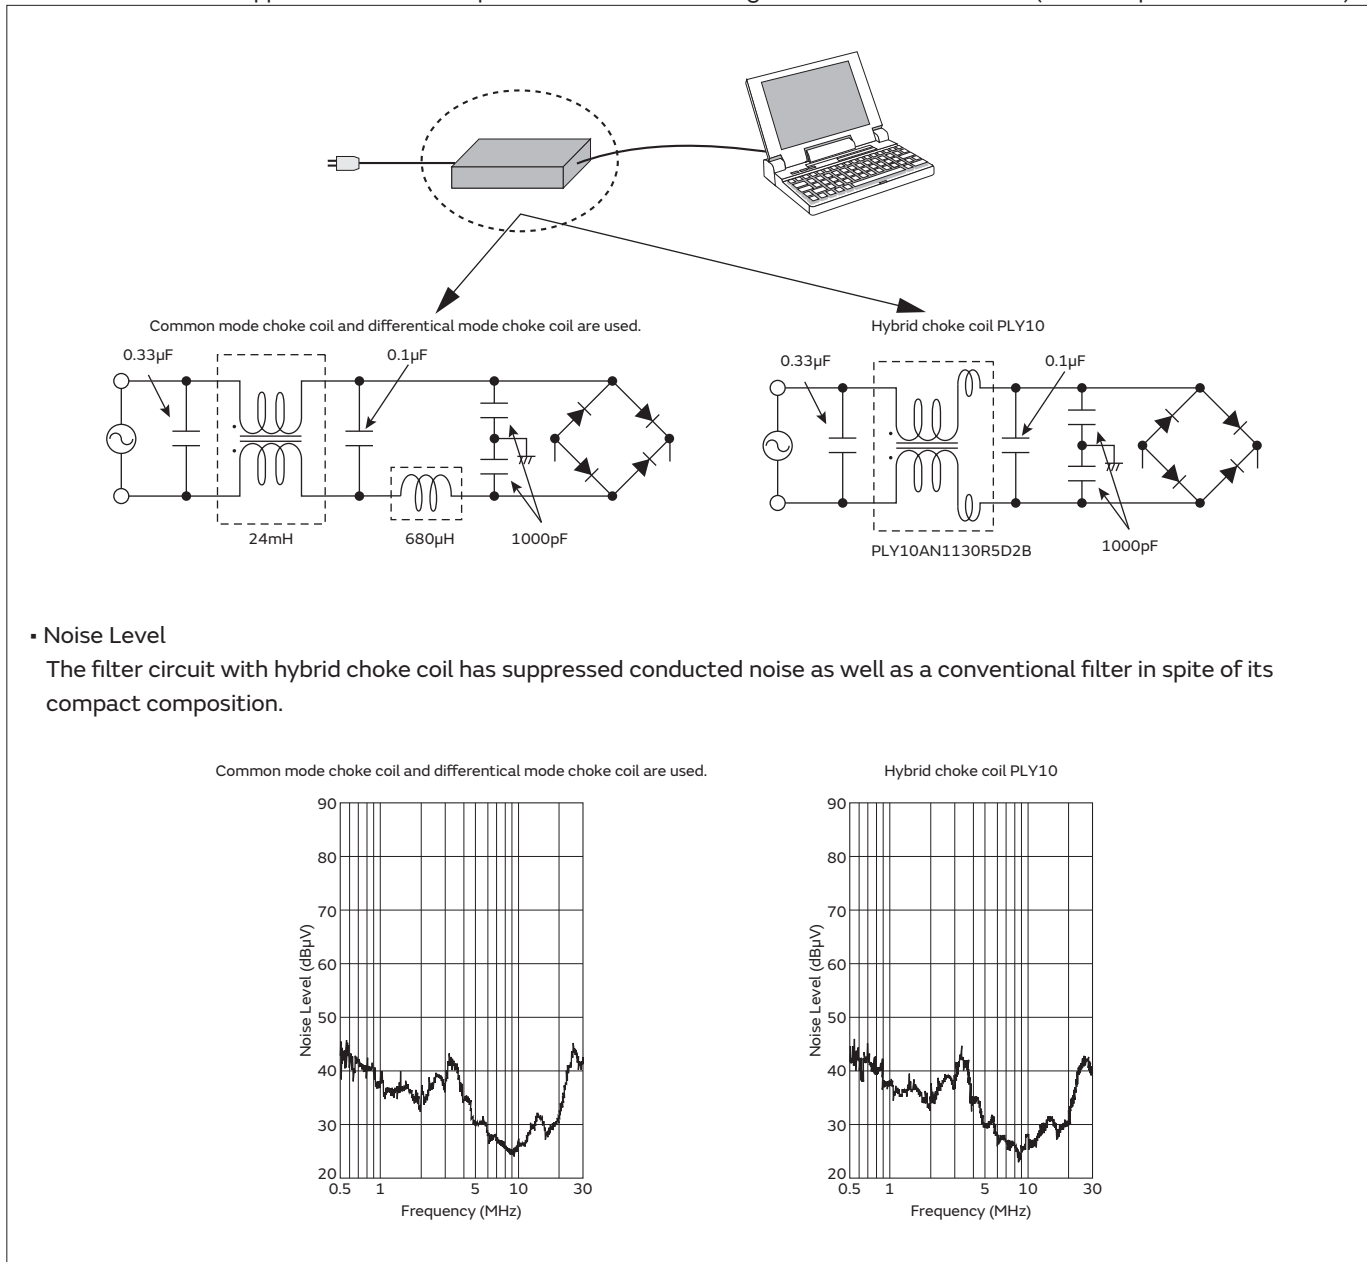 Common mode choke coil and differentical mode choke coil are used.
0.33μF
0.1μF
24mH
680μH
1000pF
Hybrid choke coil PLY10
0.33μF
0.1μF
PLY10AN1130R5D2B
1000pF
▪ Noise Level
The filter circuit with hybrid choke coil has suppressed conducted noise as well as a conventional filter in spite of its
compact composition.
Common mode choke coil and differentical mode choke coil are used.
90
80
70
60
50
40
30
20
Noise Level (dBμV)
0.5 1 5 10 30
Frequency (MHz)
Hybrid choke coil PLY10
90
80
70
60
50
40
30
20
Noise Level (dBμV)
0.5 1 5 10 30
Frequency (MHz)